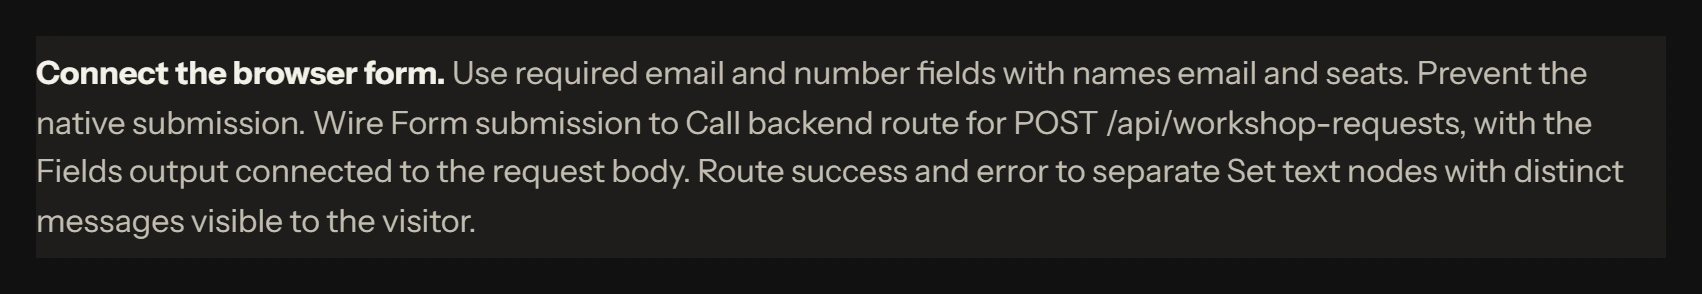 Connect the browser form. Use required email and number fields with names email and seats. Prevent the
native submission. Wire Form submission to Call backend route for POST /api/workshop-requests, with the
Fields output connected to the request body. Route success and error to separate Set text nodes with distinct
messages visible to the visitor.